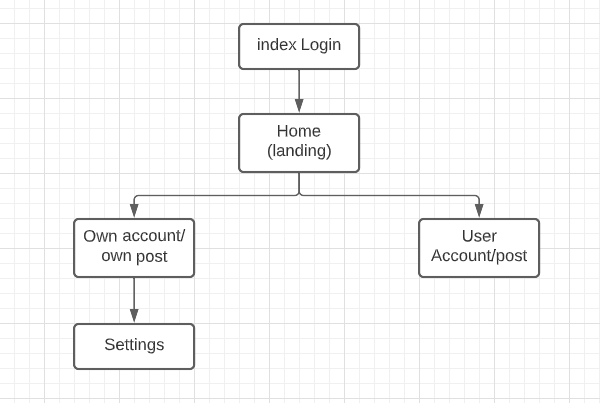 index Login
Home
(landing)
Own account/
own post
User
Account/post
Settings